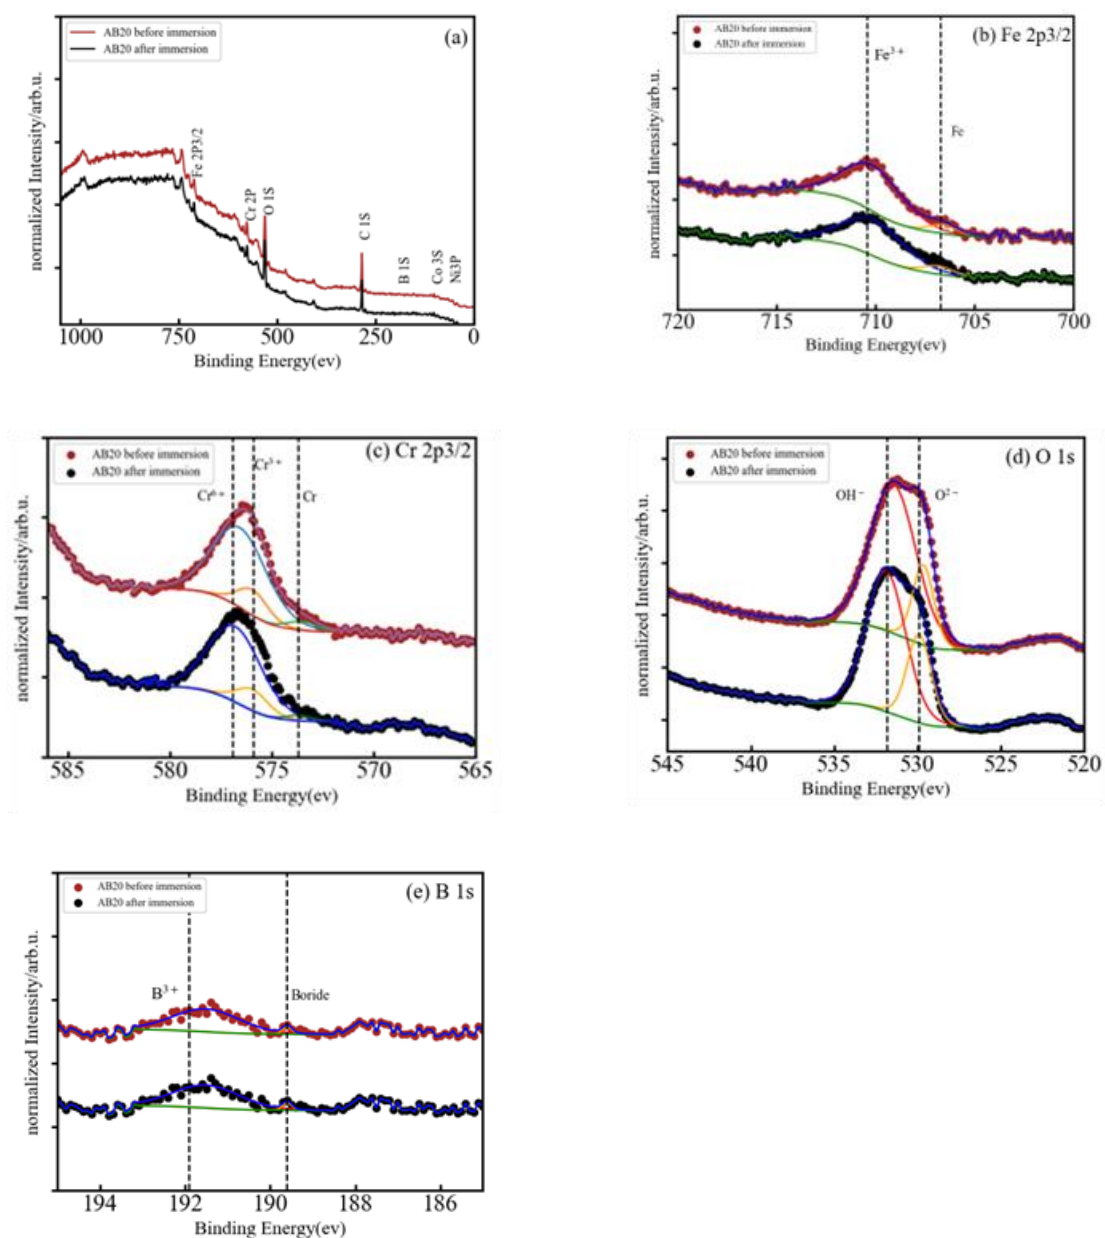 AB20 before immersion
AB20 after immersion
(a)
Fe 2P3/2
Cr 2P
O 1S
C 1S
B 1S
Co 3S
Ni3P
normalized Intensity/arb.u.
1000 750 500 250 0
Binding Energy(ev)
AB20 before immersion
AB20 after immersion
(b) Fe 2p3/2
Fe³⁺
Fe
normalized Intensity/arb.u.
720 715 710 705 700
Binding Energy(ev)
AB20 before immersion
AB20 after immersion
(c) Cr 2p3/2
Cr⁶⁺
Cr³⁺
Cr
normalized Intensity/arb.u.
585 580 575 570 565
Binding Energy(ev)
AB20 before immersion
AB20 after immersion
(d) O 1s
OH⁻
O²⁻
normalized Intensity/arb.u.
545 540 535 530 525 520
Binding Energy(ev)
AB20 before immersion
AB20 after immersion
(e) B 1s
B³⁺
Boride
normalized Intensity/arb.u.
194 192 190 188 186
Binding Energy(ev)